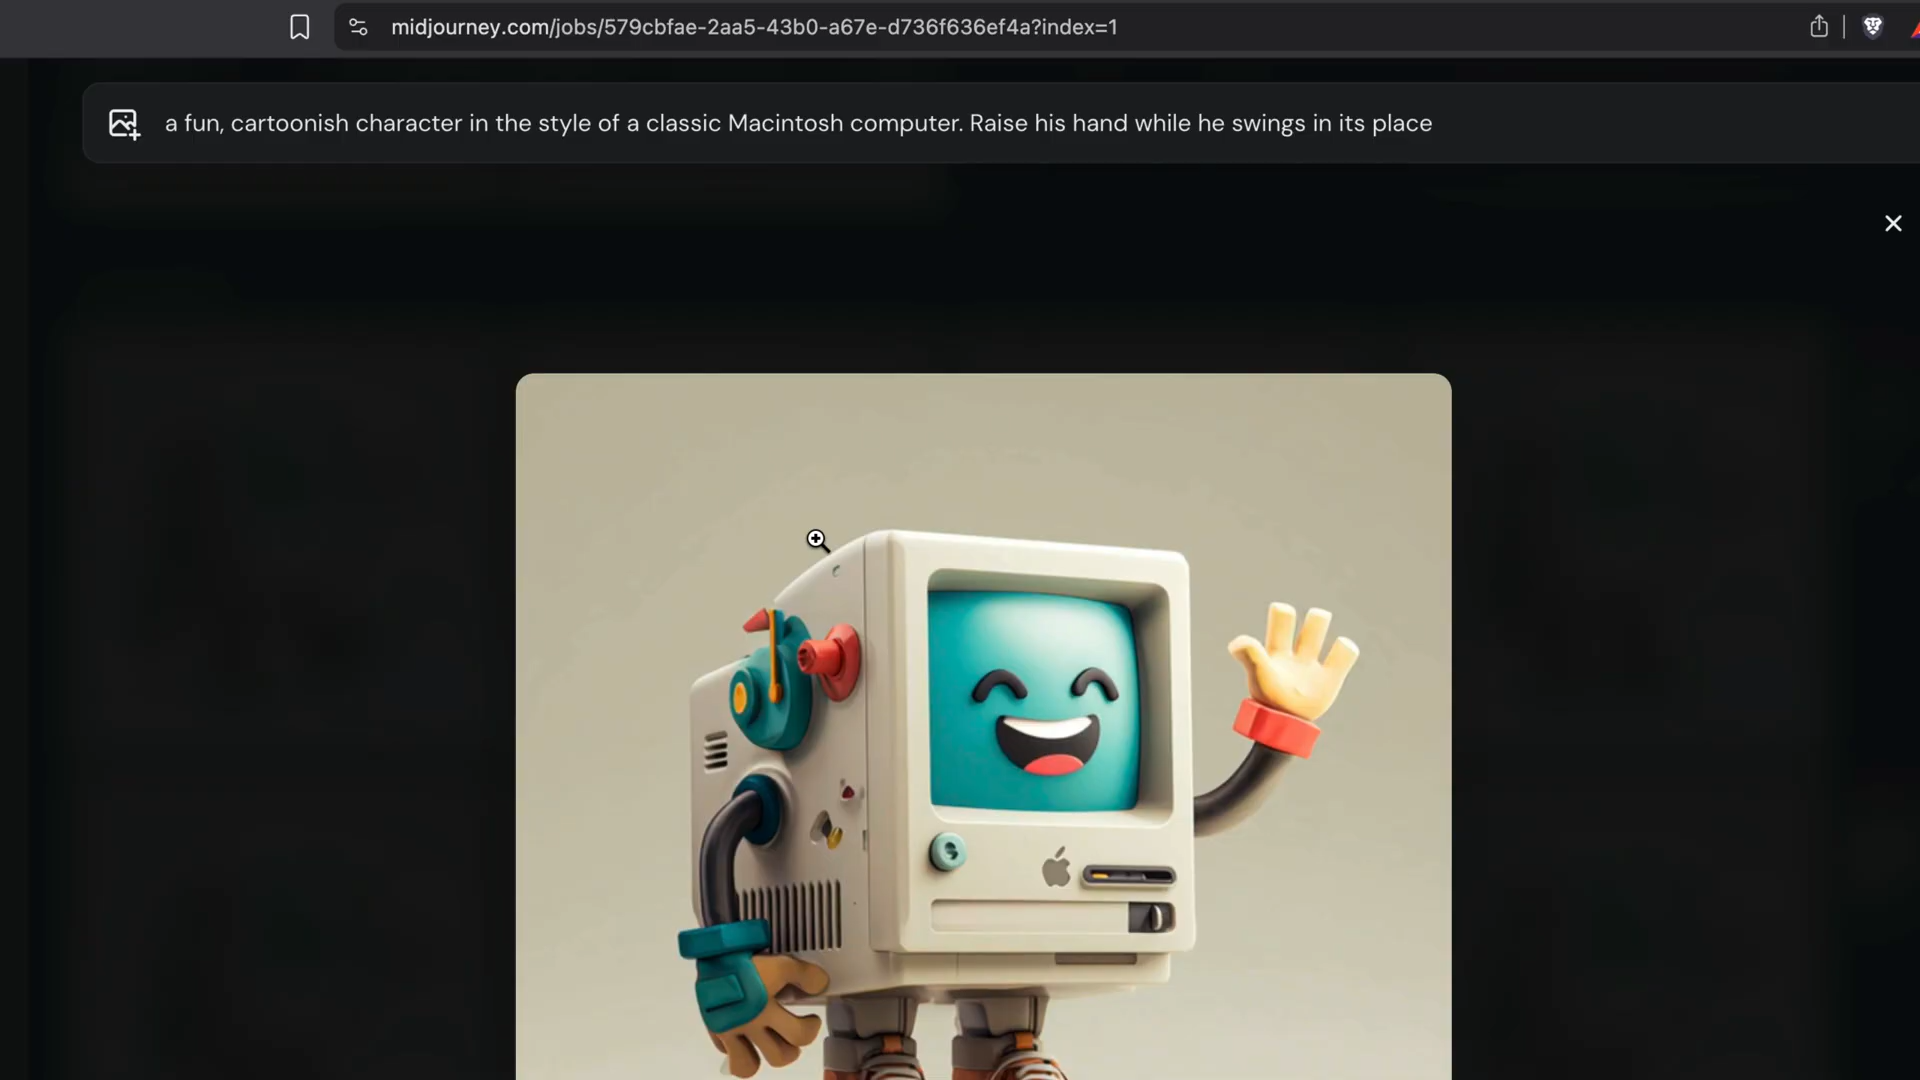 midjourney.com/jobs/579cbfae-2aa5-43b0-a67e-d736f636ef4a?index=1
a fun, cartoonish character in the style of a classic Macintosh computer. Raise his hand while he swings in its place